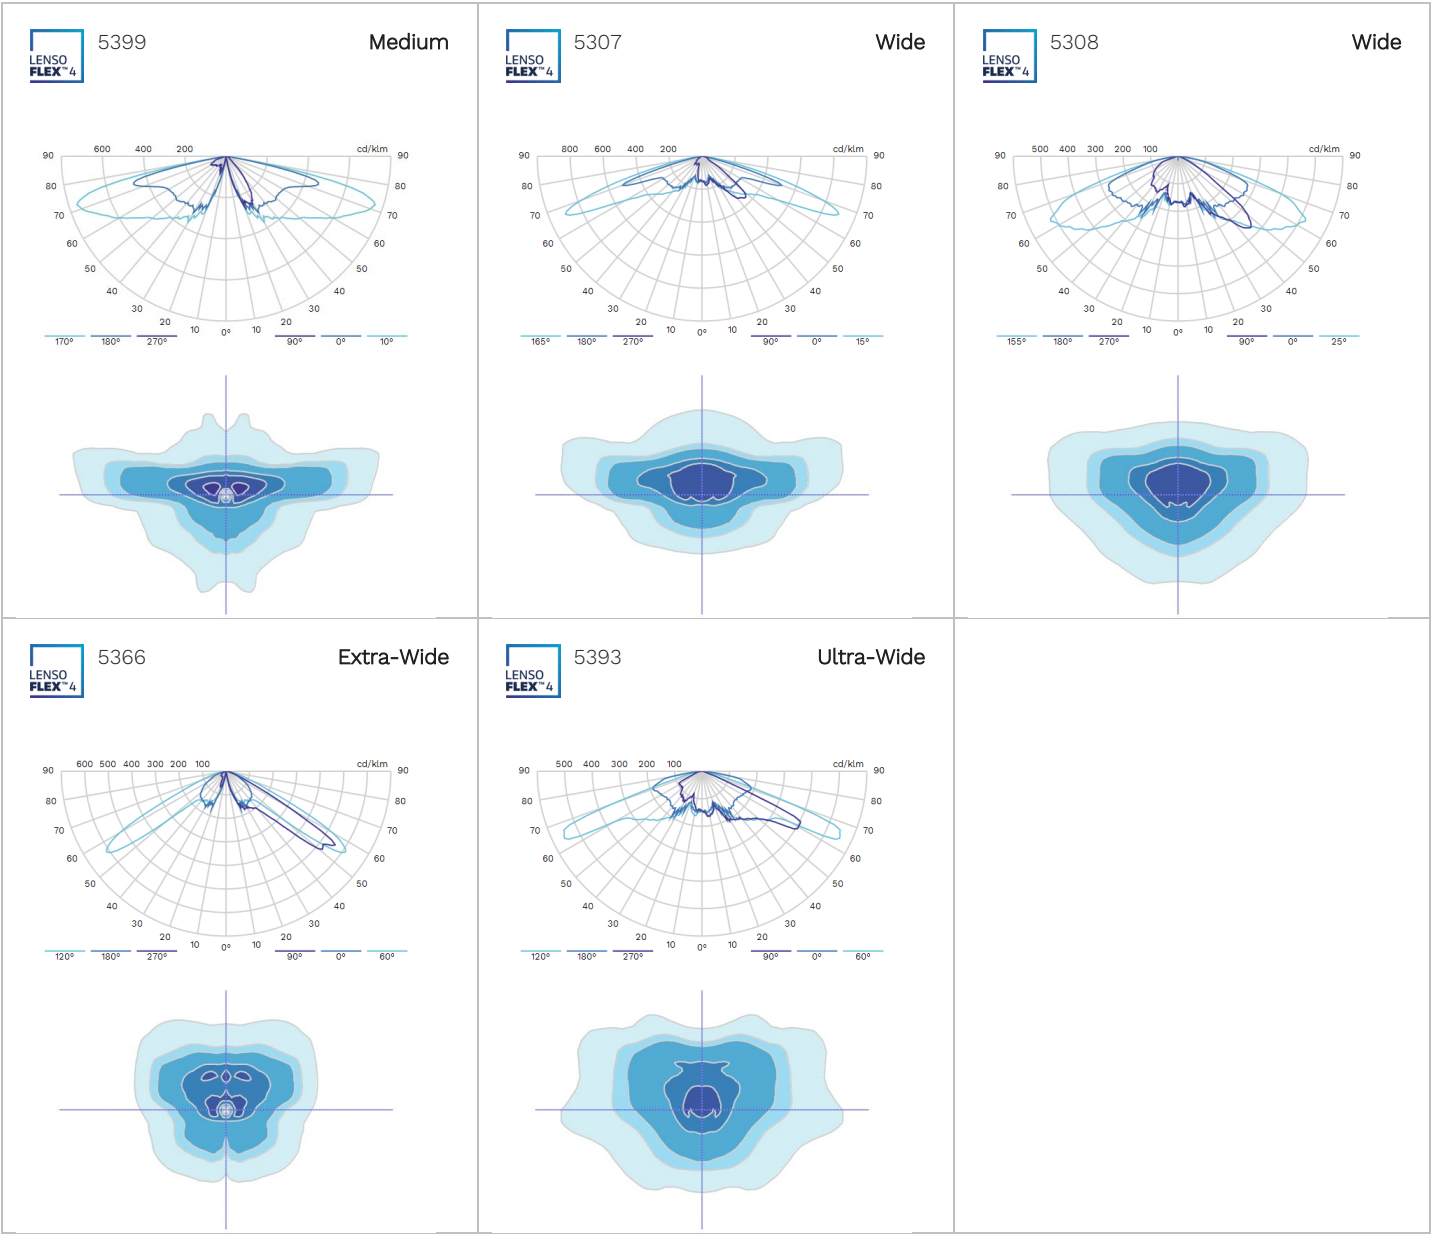 5399
Medium
LENSO
FLEX™4
600 400 200 cd/klm
90 90
80 80
70 70
60 60
50 50
40 40
30 30
20 10 0° 10 20
170° 180° 270° 90° 0° 10°
5307
Wide
LENSO
FLEX™4
800 600 400 200 cd/klm
90 90
80 80
70 70
60 60
50 50
40 40
30 30
20 10 0° 10 20
165° 180° 270° 90° 0° 15°
5308
Wide
LENSO
FLEX™4
500 400 300 200 100 cd/klm
90 90
80 80
70 70
60 60
50 50
40 40
30 30
20 10 0° 10 20
155° 180° 270° 90° 0° 25°
5366
Extra-Wide
LENSO
FLEX™4
600 500 400 300 200 100 cd/klm
90 90
80 80
70 70
60 60
50 50
40 40
30 30
20 10 0° 10 20
120° 180° 270° 90° 0° 60°
5393
Ultra-Wide
LENSO
FLEX™4
500 400 300 200 100 cd/klm
90 90
80 80
70 70
60 60
50 50
40 40
30 30
20 10 0° 10 20
120° 180° 270° 90° 0° 60°